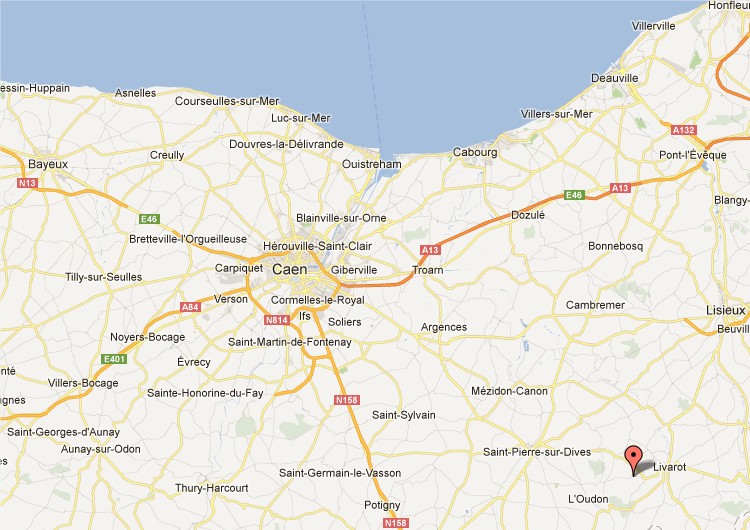 Honfleur
Villerville
Deauville
essin-Huppain
Asnelles
Courseulles-sur-Mer
Luc-sur-Mer
Villers-sur-Mer
A132
Douvres-la-Délivrande
Creully
Cabourg
Pont-l'Évêque
Bayeux
Ouistreham
N13
A13
E46
Blangy-
Blainville-sur-Orne
Dozulé
E46
Bretteville-l'Orgueilleuse
Hérouville-Saint-Clair
A13
Bonnebosq
Carpiquet
Caen
Giberville
Troarn
Tilly-sur-Seulles
Verson
Cormelles-le-Royal
A84
Cambremer
Lisieux
Ifs
N814
Soliers
Argences
Beuvill
Noyers-Bocage
Saint-Martin-de-Fontenay
E401
Évrecy
onté
Villers-Bocage
Sainte-Honorine-du-Fay
Mézidon-Canon
ognes
N158
Saint-Sylvain
Saint-Georges-d'Aunay
Aunay-sur-Odon
Saint-Pierre-sur-Dives
es
Livarot
Saint-Germain-le-Vasson
Thury-Harcourt
L'Oudon
Potigny
N158